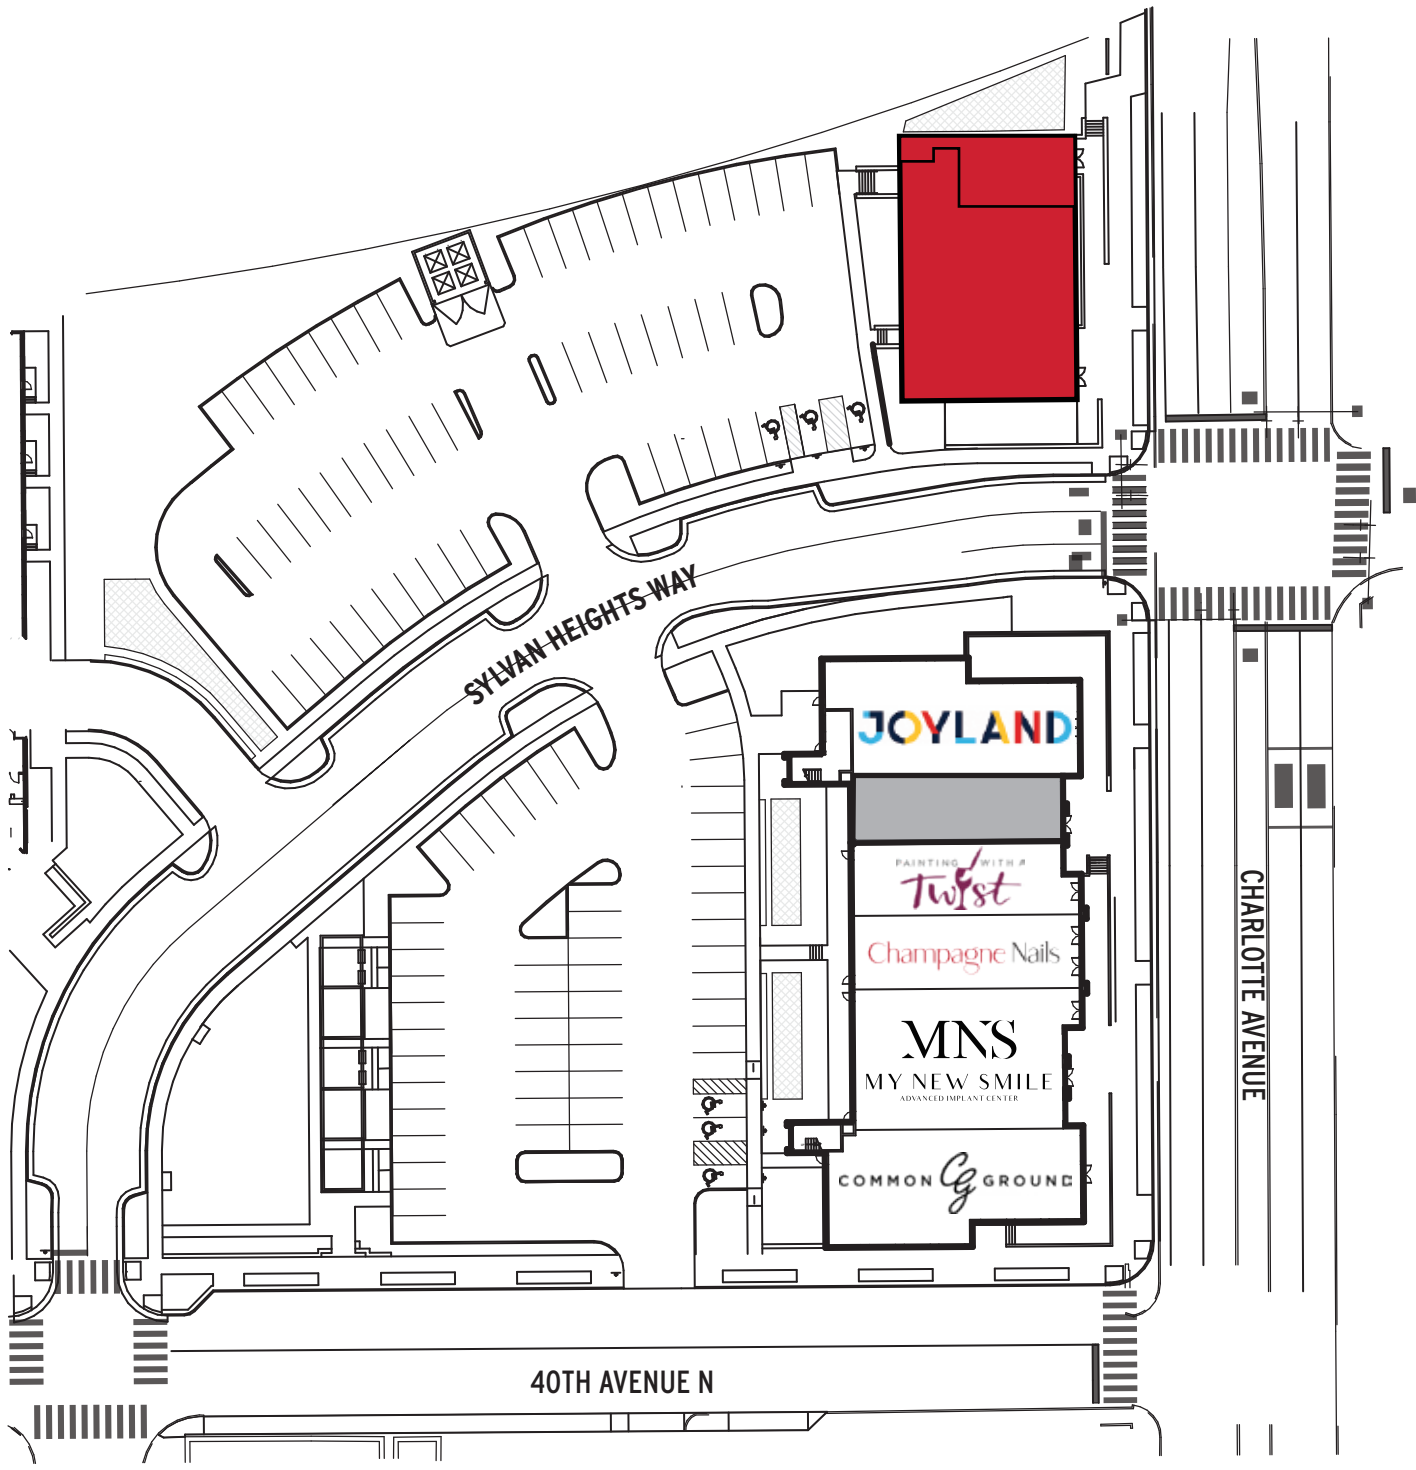 SYLVAN HEIGHTS WAY
JOYLAND
PAINTING WITH A
Twist
Champagne Nails
MNS
MY NEW SMILE
ADVANCED IMPLANT CENTER
COMMON CG GROUND
CHARLOTTE AVENUE
40TH AVENUE N